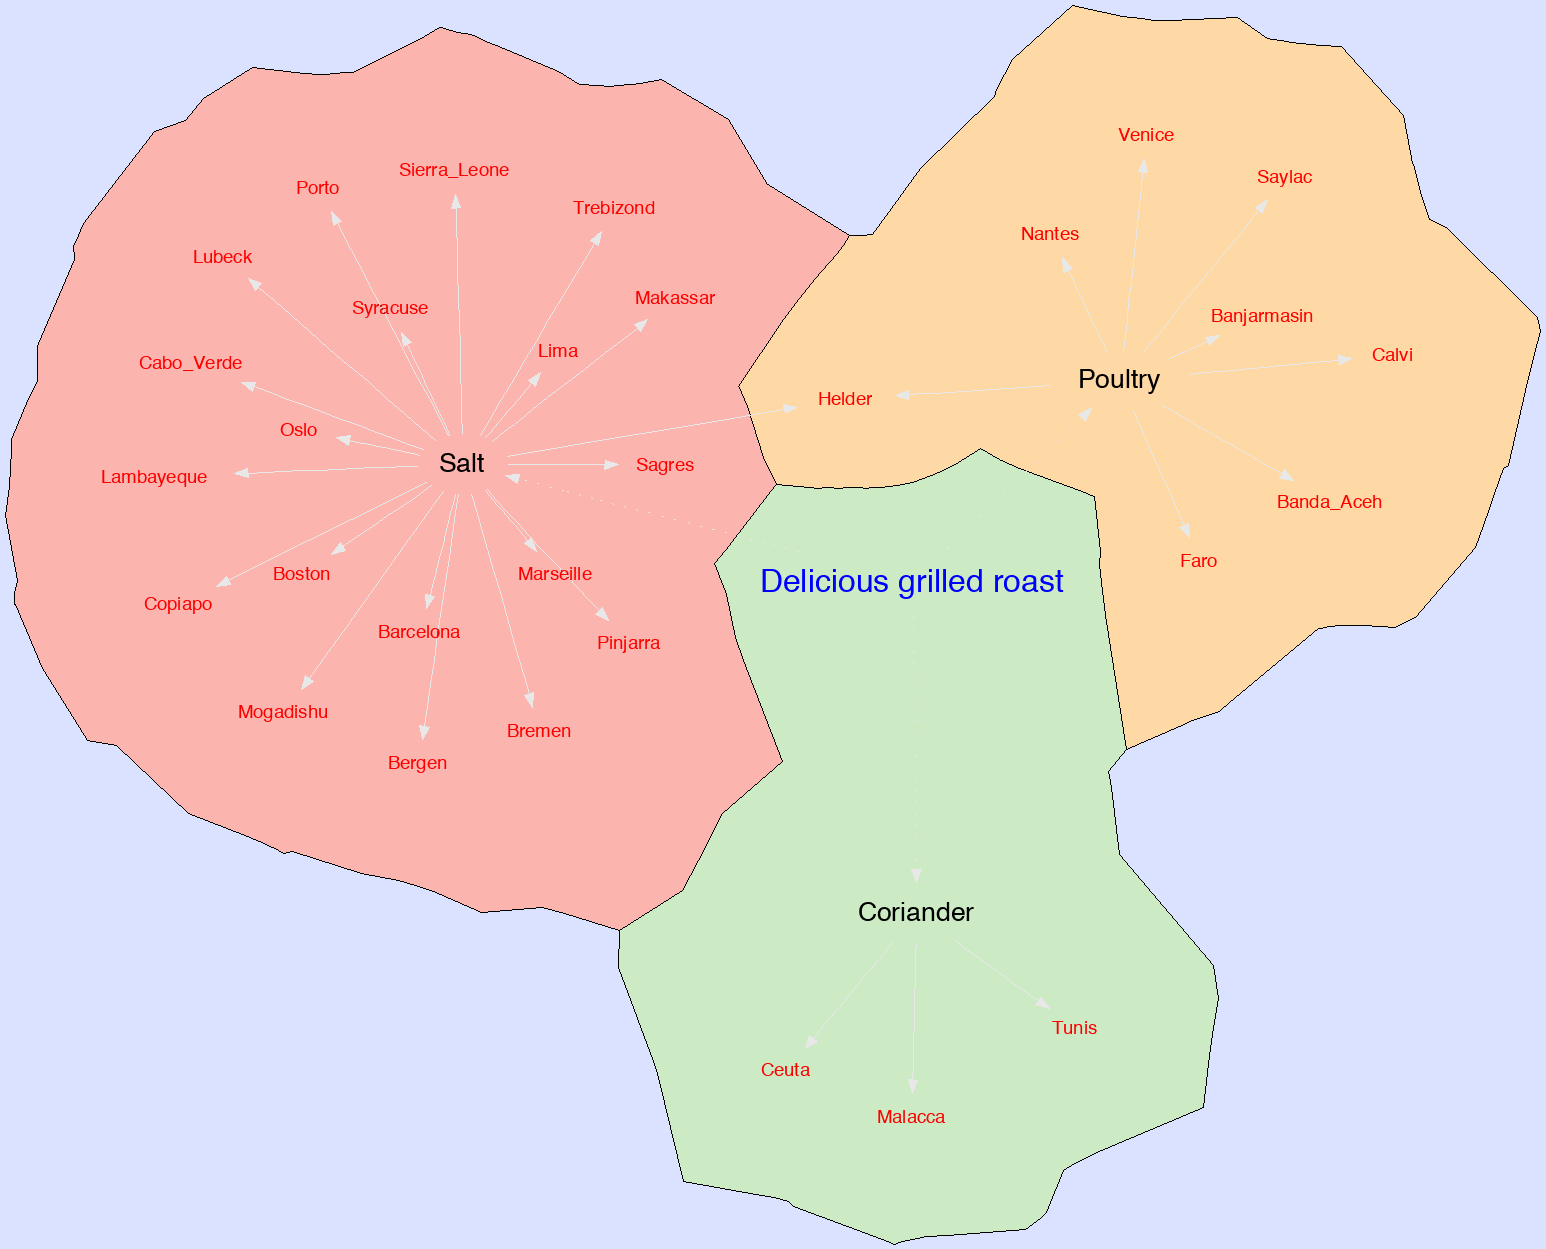 Venice
Sierra_Leone
Saylac
Porto
Trebizond
Nantes
Lubeck
Makassar
Syracuse
Banjarmasin
Lima
Calvi
Cabo_Verde
Poultry
Helder
Oslo
Salt
Sagres
Lambayeque
Banda_Aceh
Faro
Boston
Marseille
Delicious grilled roast
Copiapo
Barcelona
Pinjarra
Mogadishu
Bremen
Bergen
Coriander
Tunis
Ceuta
Malacca